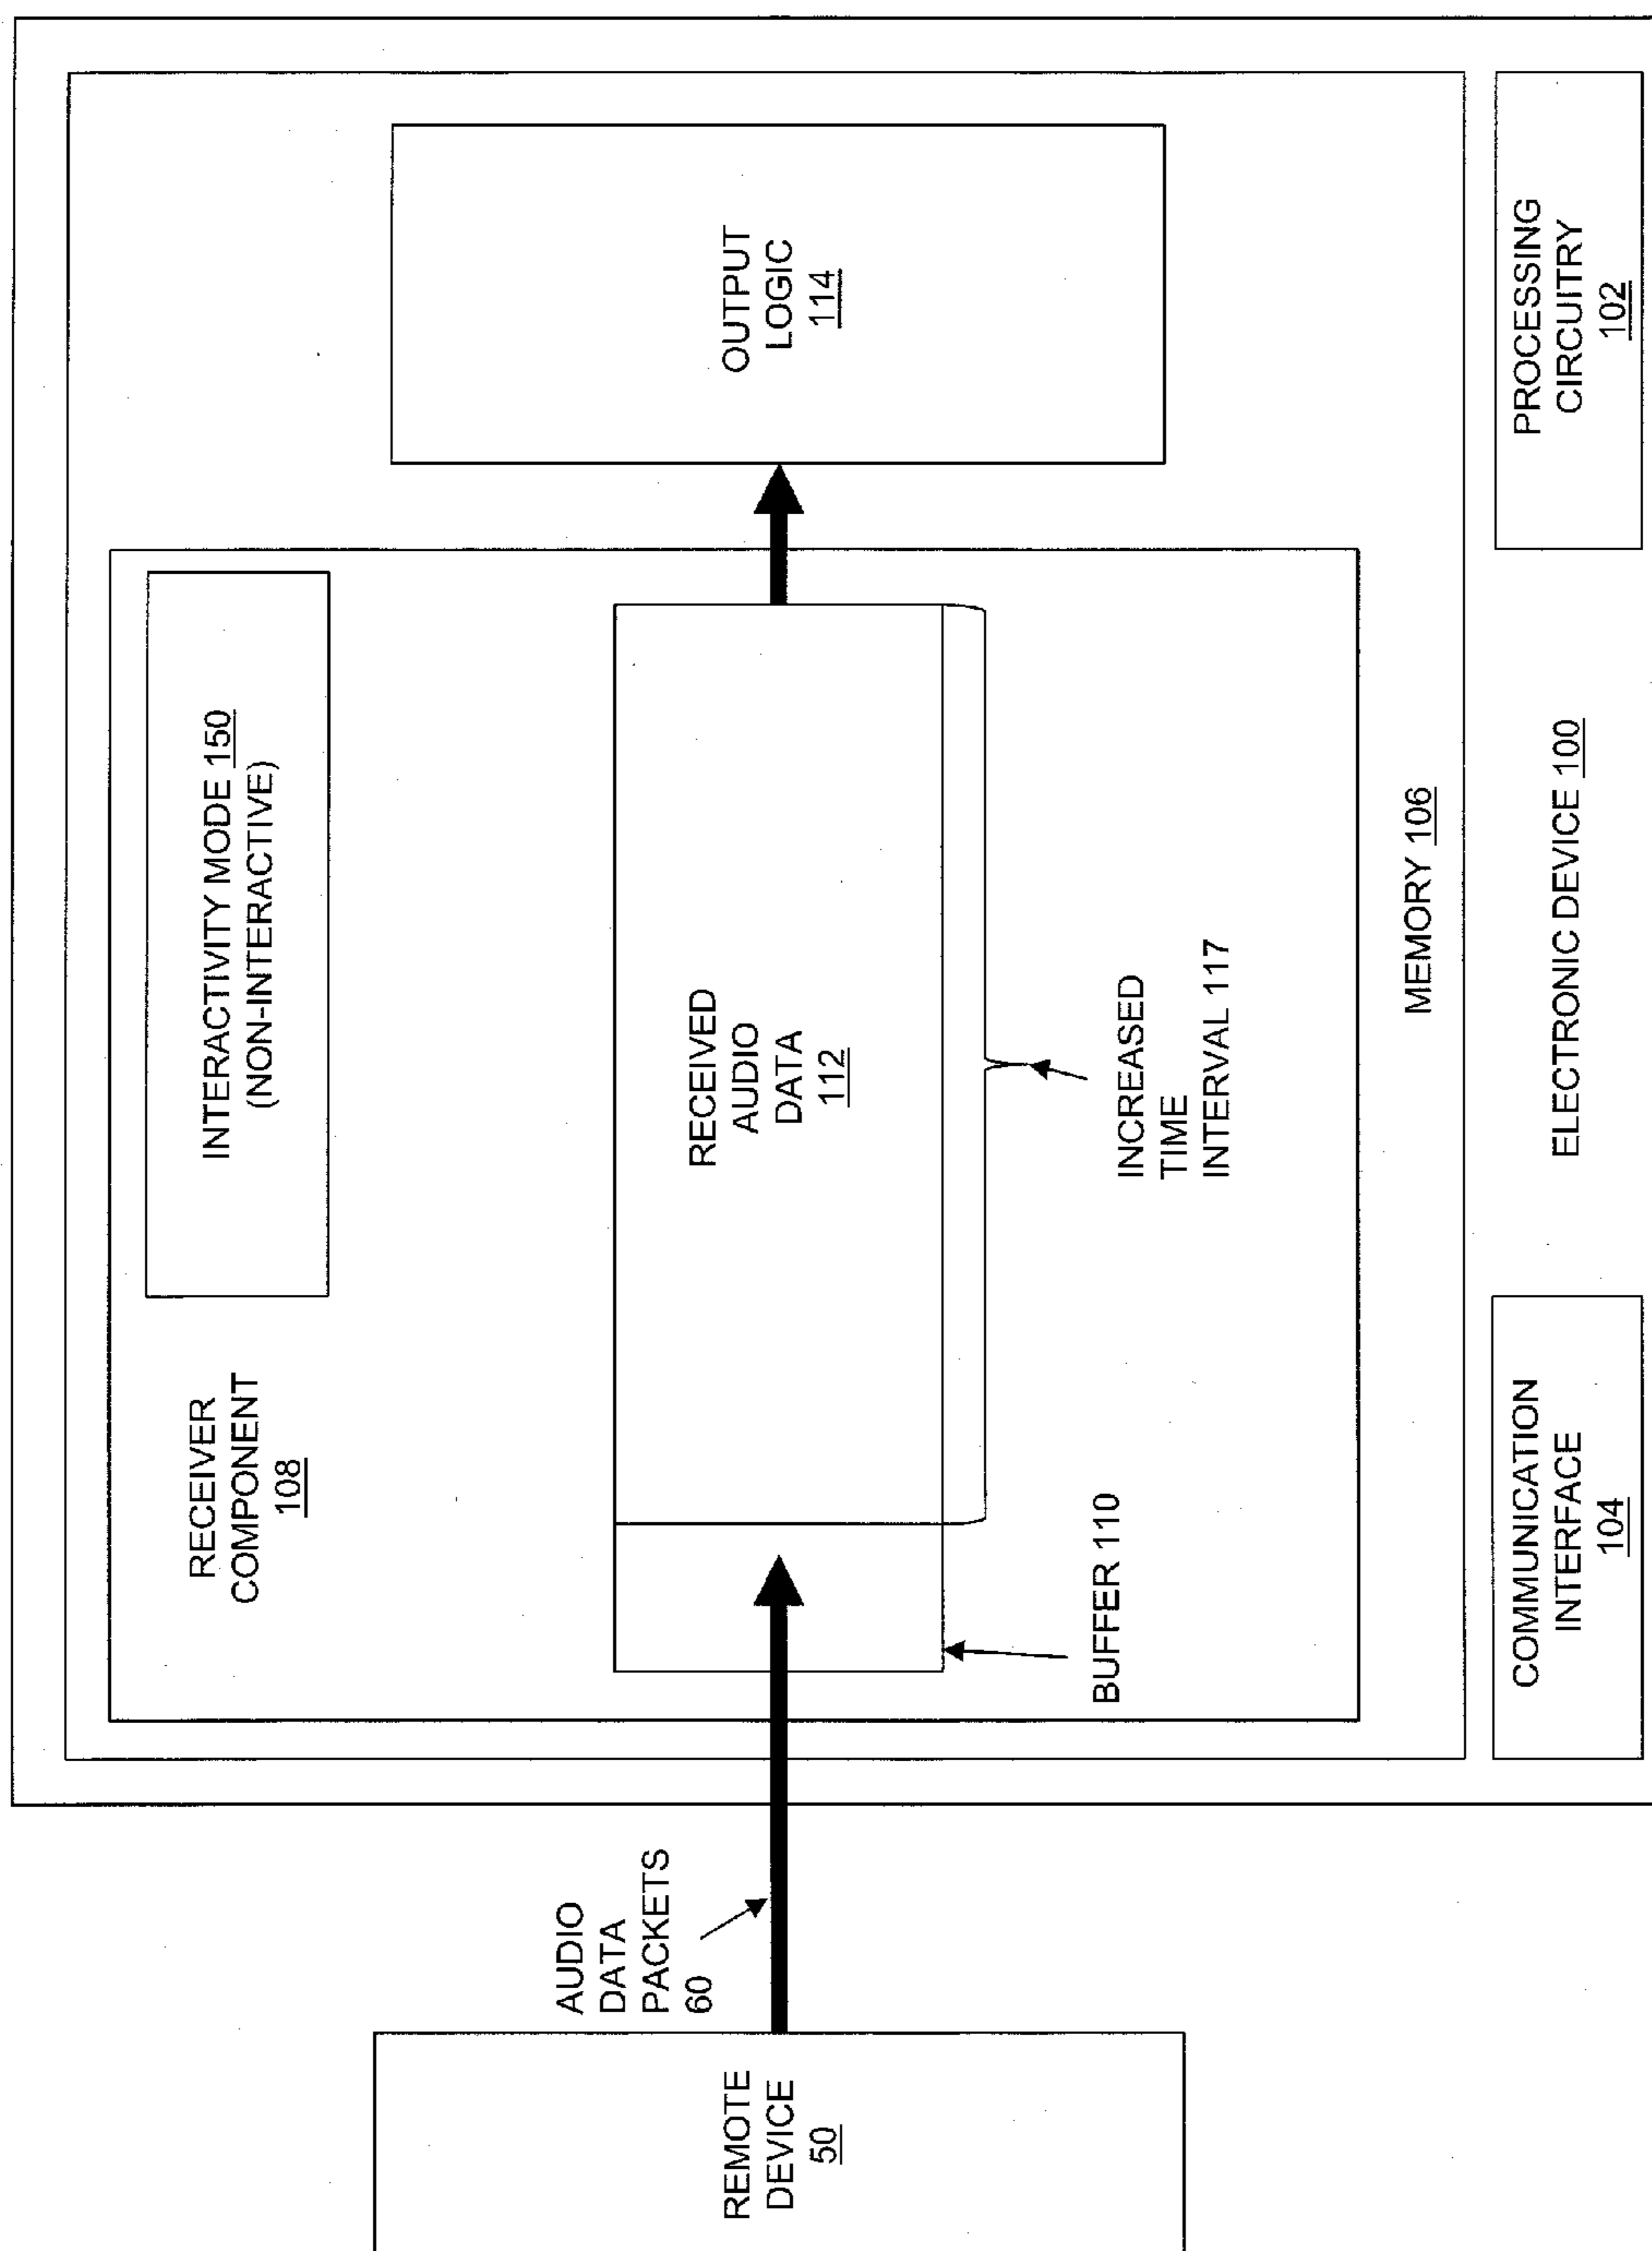 REMOTE
DEVICE
50
AUDIO
DATA
PACKETS
60
RECEIVER
COMPONENT
108
INTERACTIVITY MODE 150
(NON-INTERACTIVE)
RECEIVED
AUDIO
DATA
112
BUFFER 110
INCREASED
TIME
INTERVAL 117
OUTPUT
LOGIC
114
MEMORY 106
COMMUNICATION
INTERFACE
104
ELECTRONIC DEVICE 100
PROCESSING
CIRCUITRY
102